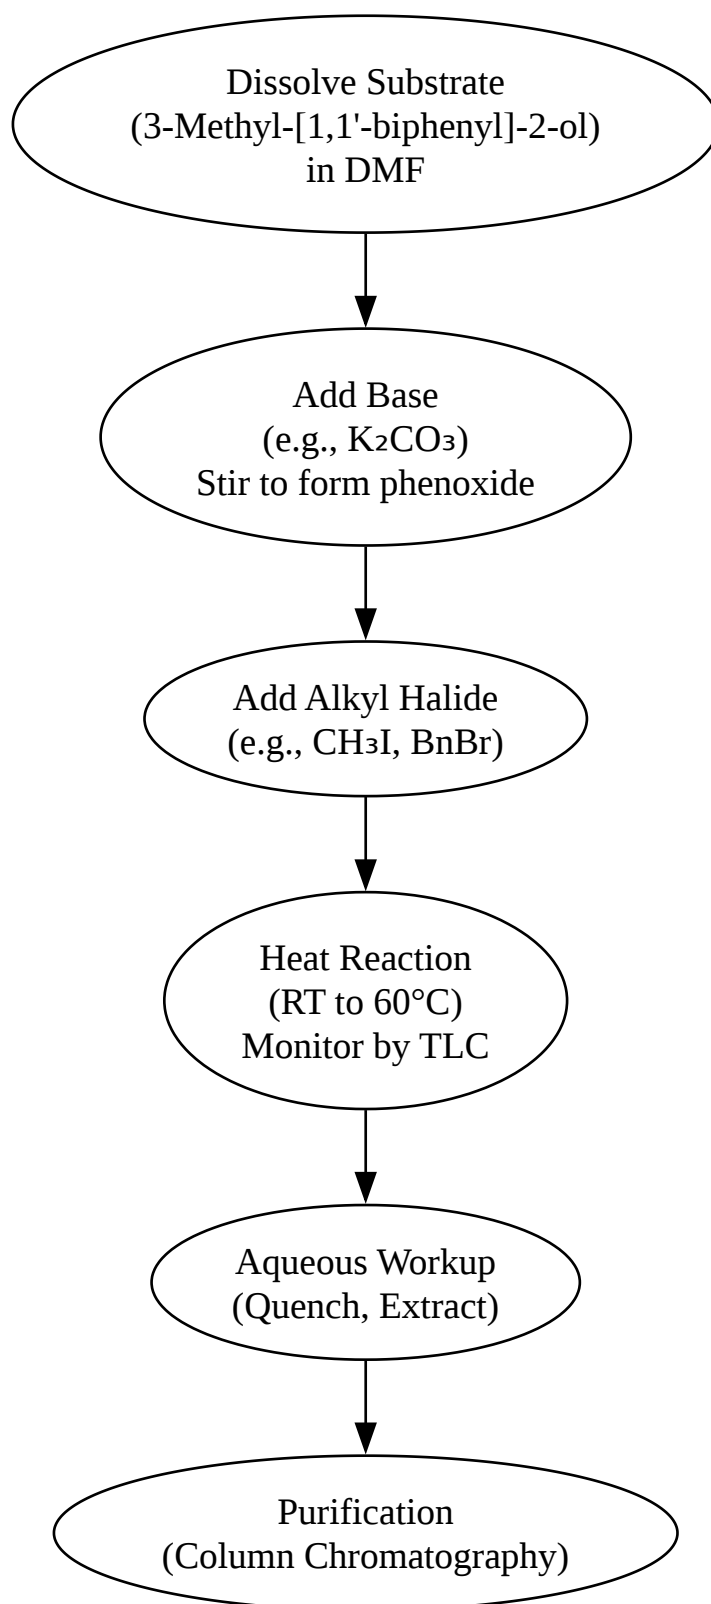 Dissolve Substrate
(3-Methyl-[1,1'-biphenyl]-2-ol)
in DMF
Add Base
(e.g., K₂CO₃)
Stir to form phenoxide
Add Alkyl Halide
(e.g., CH₃I, BnBr)
Heat Reaction
(RT to 60°C)
Monitor by TLC
Aqueous Workup
(Quench, Extract)
Purification
(Column Chromatography)